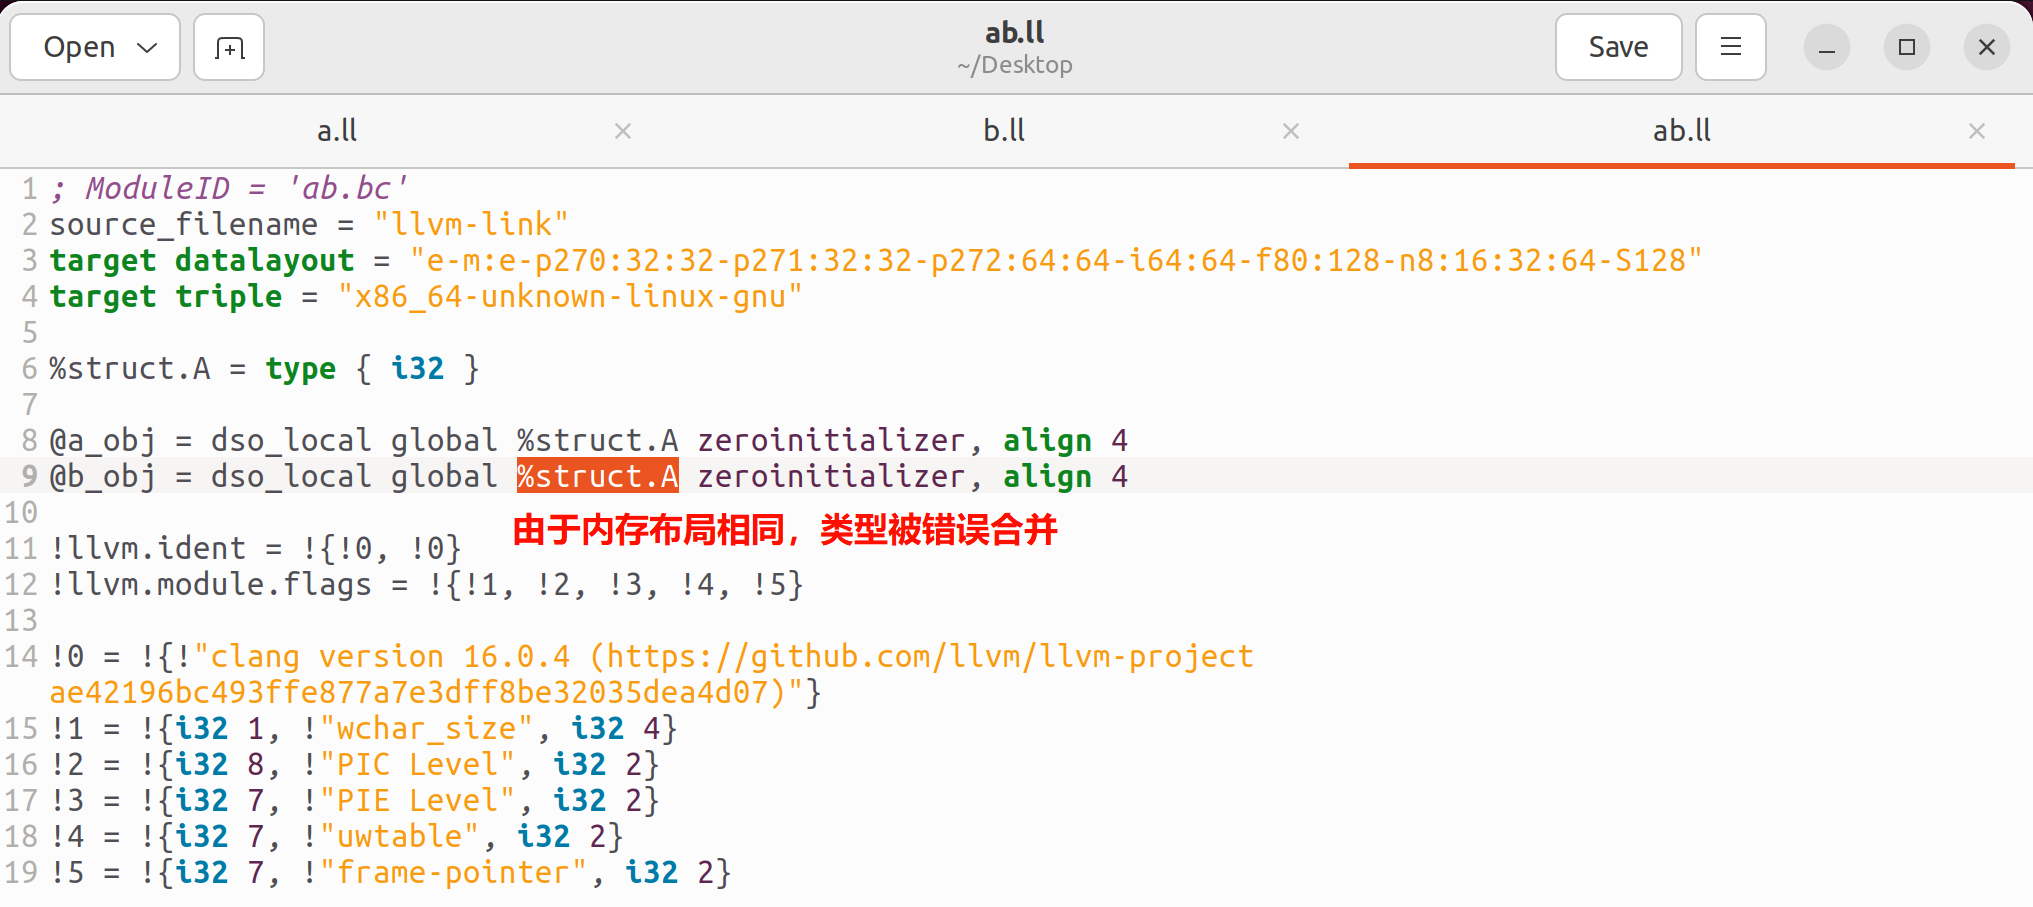 Open
ab.ll
~/Desktop
Save
a.ll
b.ll
ab.ll
1 ; ModuleID = 'ab.bc'
2 source_filename = "llvm-link"
3 target datalayout = "e-m:e-p270:32:32-p271:32:32-p272:64:64-i64:64-f80:128-n8:16:32:64-S128"
4 target triple = "x86_64-unknown-linux-gnu"
5
6 %struct.A = type { i32 }
7
8 @a_obj = dso_local global %struct.A zeroinitializer, align 4
9 @b_obj = dso_local global %struct.A zeroinitializer, align 4
10
由于内存布局相同，类型被错误合并
11 !llvm.ident = !{!0, !0}
12 !llvm.module.flags = !{!1, !2, !3, !4, !5}
13
14 !0 = !{!"clang version 16.0.4 (https://github.com/llvm/llvm-project
ae42196bc493ffe877a7e3dff8be32035dea4d07)"}
15 !1 = !{i32 1, !"wchar_size", i32 4}
16 !2 = !{i32 8, !"PIC Level", i32 2}
17 !3 = !{i32 7, !"PIE Level", i32 2}
18 !4 = !{i32 7, !"uwtable", i32 2}
19 !5 = !{i32 7, !"frame-pointer", i32 2}